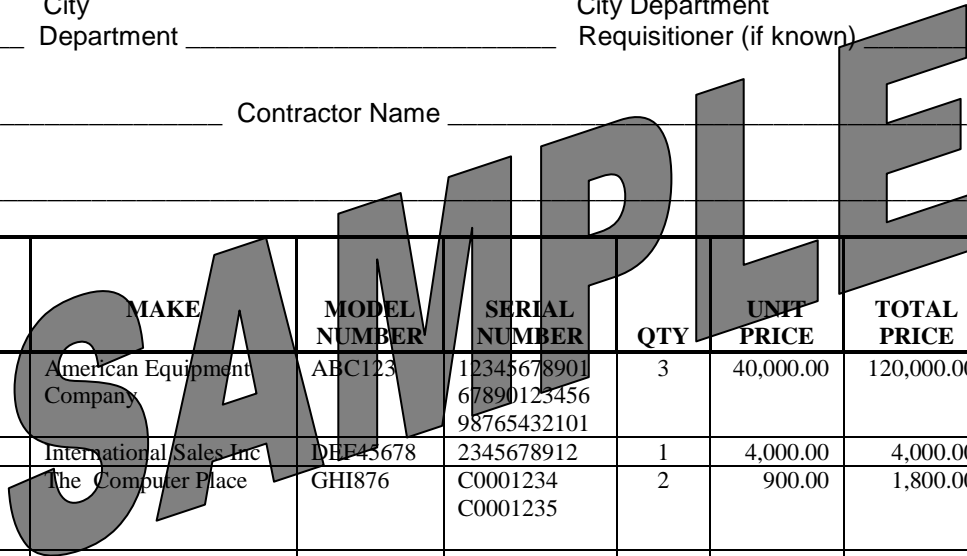 City City Department
Department Requisitioner (if known)
Contractor Name
MAKE MODEL NUMBER SERIAL NUMBER QTY UNIT PRICE TOTAL PRICE
American Equipment Company ABC123 12345678901 3 40,000.00 120,000.00
67890123456
98765432101
International Sales Inc DEF45678 2345678912 1 4,000.00 4,000.00
The Computer Place GHI876 C0001234 2 900.00 1,800.00
C0001235
SAMPLE